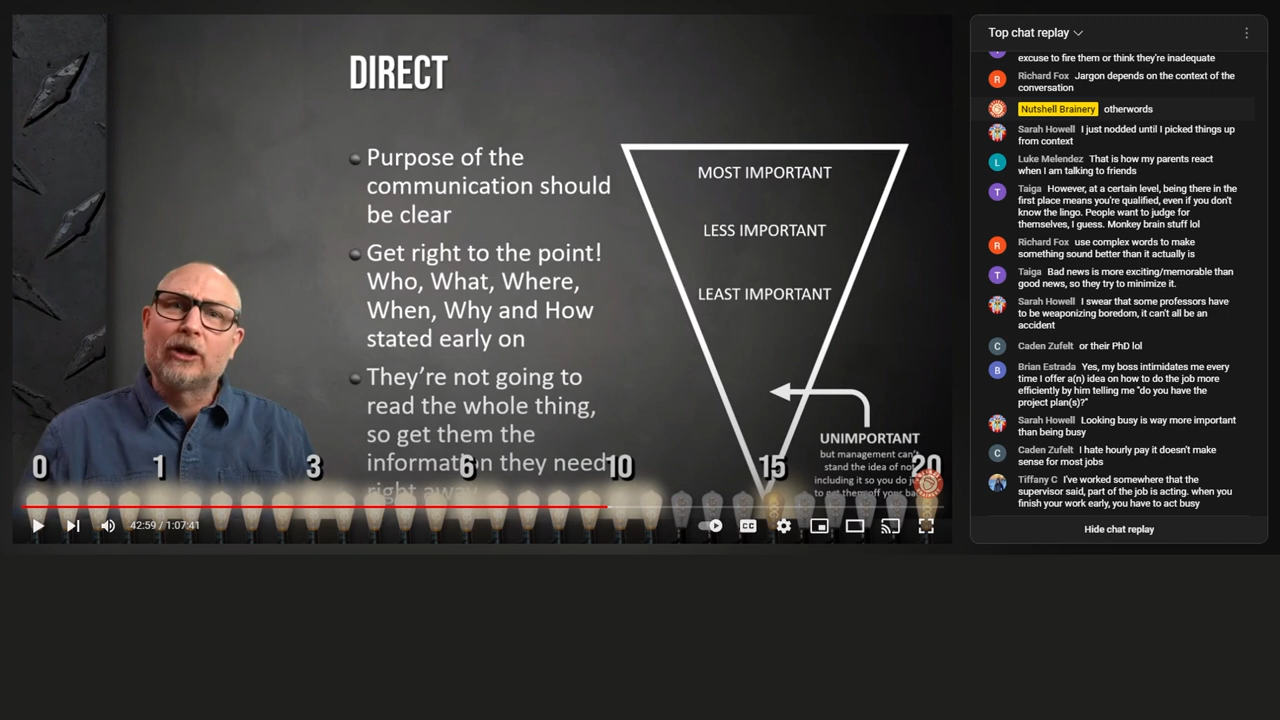 DIRECT
Purpose of the
communication should
be clear
Get right to the point!
Who, What, Where,
When, Why and How
stated early on
They're not going to
read the whole thing,
so get them the
information they need
right away
MOST IMPORTANT
LESS IMPORTANT
LEAST IMPORTANT
UNIMPORTANT
but management can't
stand the idea of not
including it so you do just
to get them off your back
0 1 3 6 10 15 20
42:59 / 1:07:41
CC
Top chat replay
excuse to fire them or think they're inadequate
R Richard Fox Jargon depends on the context of the
conversation
Nutshell Brainery otherwords
Sarah Howell I just nodded until I picked things up
from context
L Luke Melendez That is how my parents react
when I am talking to friends
T Taiga However, at a certain level, being there in the
first place means you're qualified, even if you don't
know the lingo. People want to judge for
themselves, I guess. Monkey brain stuff lol
R Richard Fox use complex words to make
something sound better than it actually is
T Taiga Bad news is more exciting/memorable than
good news, so they try to minimize it.
Sarah Howell I swear that some professors have
to be weaponizing boredom, it can't all be an
accident
C Caden Zufelt or their PhD lol
B Brian Estrada Yes, my boss intimidates me every
time I offer a(n) idea on how to do the job more
efficiently by him telling me "do you have the
project plan(s)?"
Sarah Howell Looking busy is way more important
than being busy
C Caden Zufelt I hate hourly pay it doesn't make
sense for most jobs
Tiffany C I've worked somewhere that the
supervisor said, part of the job is acting. when you
finish your work early, you have to act busy
Hide chat replay